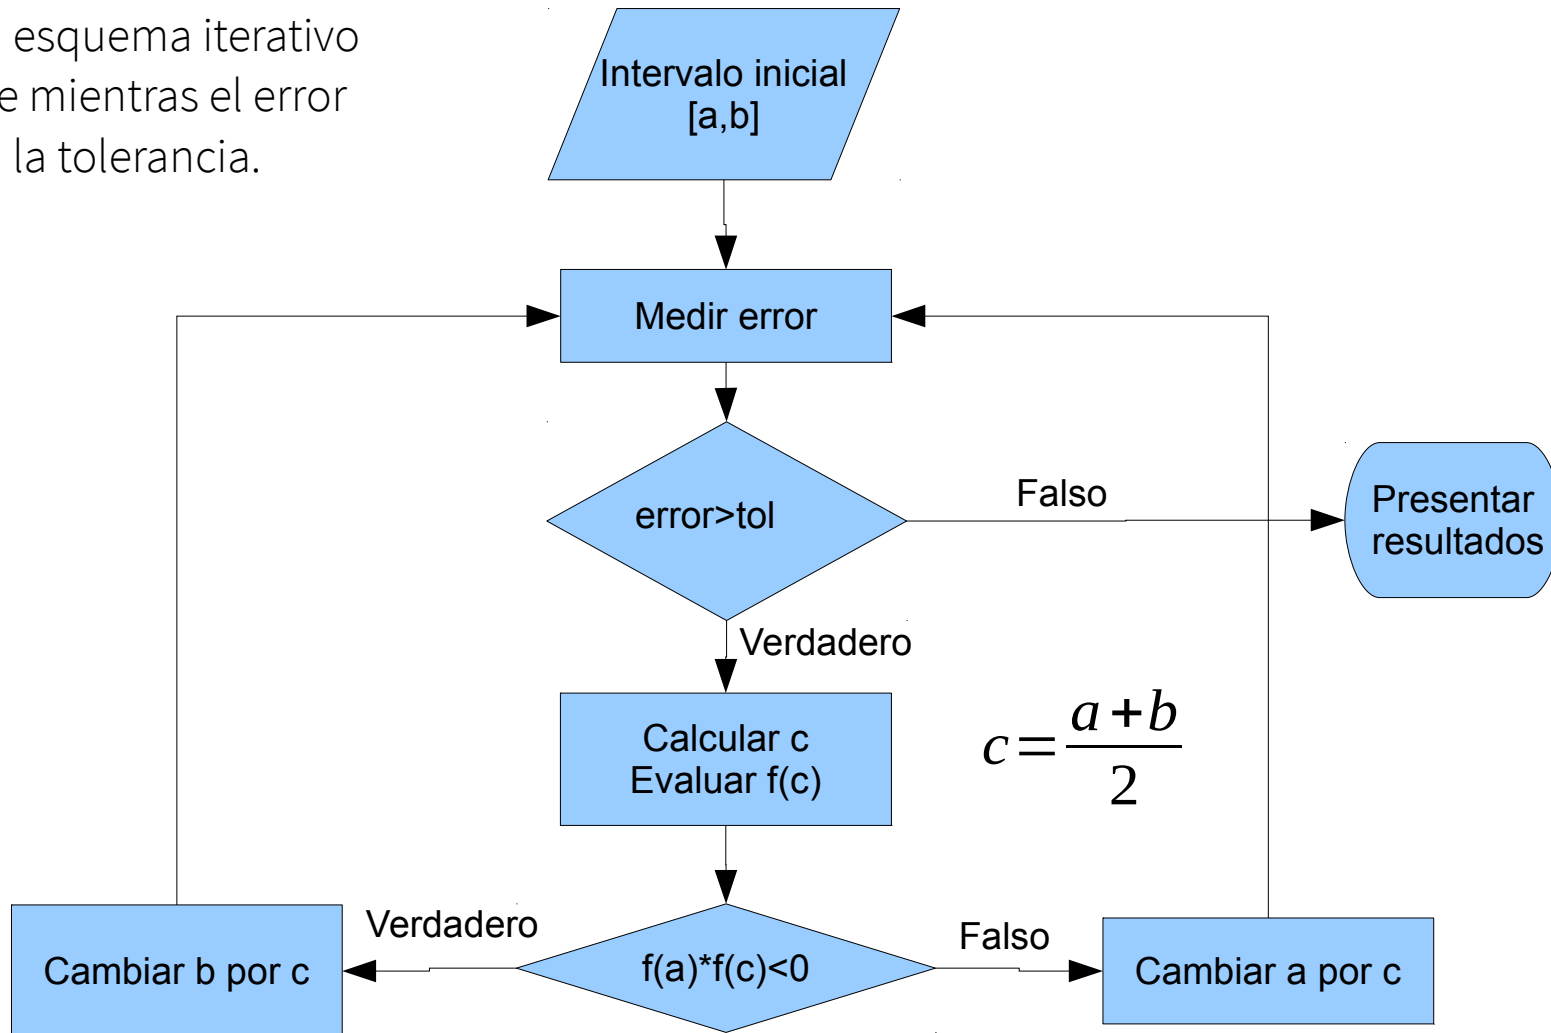 esquema iterativo
e mientras el error
la tolerancia.
Intervalo inicial
[a,b]
Medir error
error>tol
Falso
Presentar
resultados
Verdadero
Calcular c
Evaluar f(c)
c=\frac{a+b}{2}
Verdadero
f(a)*f(c)<0
Falso
Cambiar b por c
Cambiar a por c